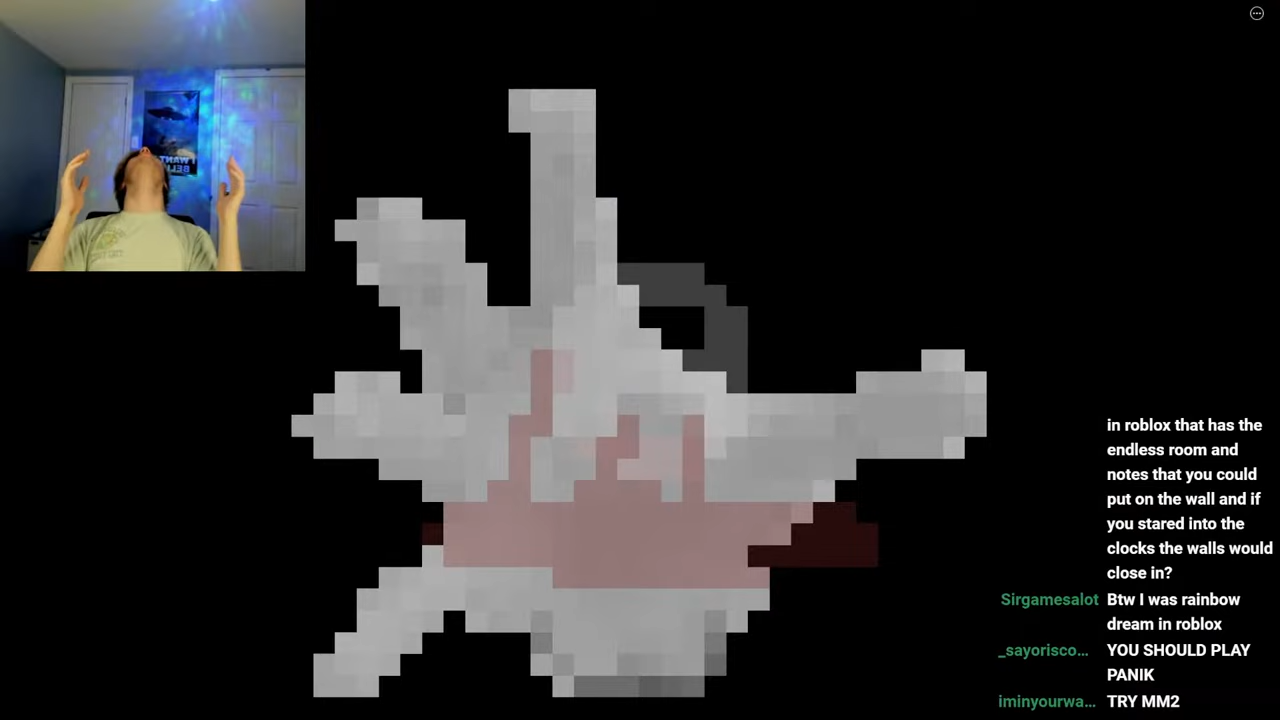 I WANT
BELI
in roblox that has the
endless room and
notes that you could
put on the wall and if
you stared into the
clocks the walls would
close in?
Sirgamesalot Btw I was rainbow
dream in roblox
_sayorisco… YOU SHOULD PLAY
PANIK
iminyourwa… TRY MM2